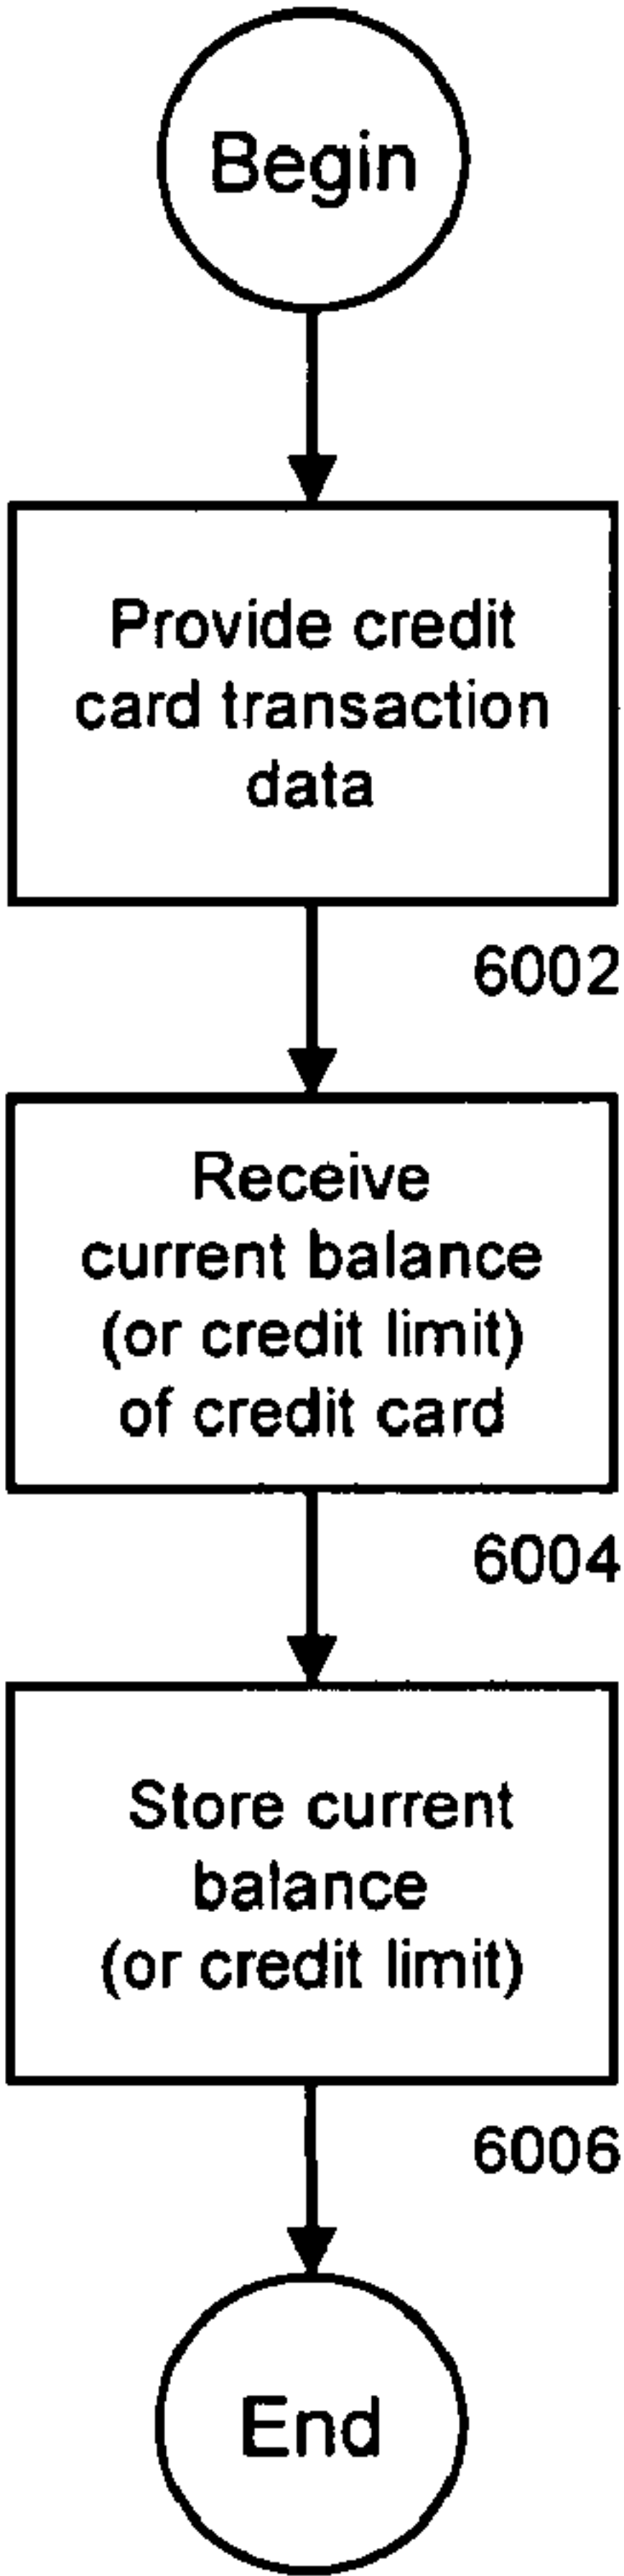 Begin
Provide credit
card transaction
data
6002
Receive
current balance
(or credit limit)
of credit card
6004
Store current
balance
(or credit limit)
6006
End